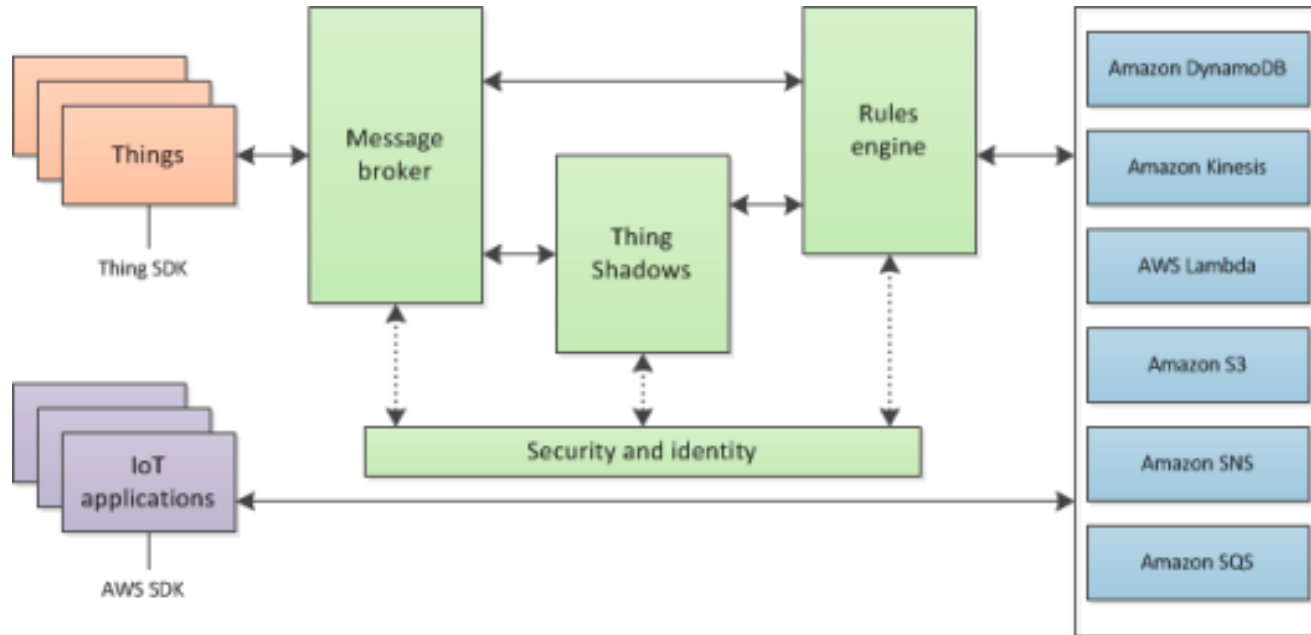 Things
Thing SDK
Message
broker
Thing
Shadows
Rules
engine
Security and identity
IoT
applications
AWS SDK
Amazon DynamoDB
Amazon Kinesis
AWS Lambda
Amazon S3
Amazon SNS
Amazon SQS